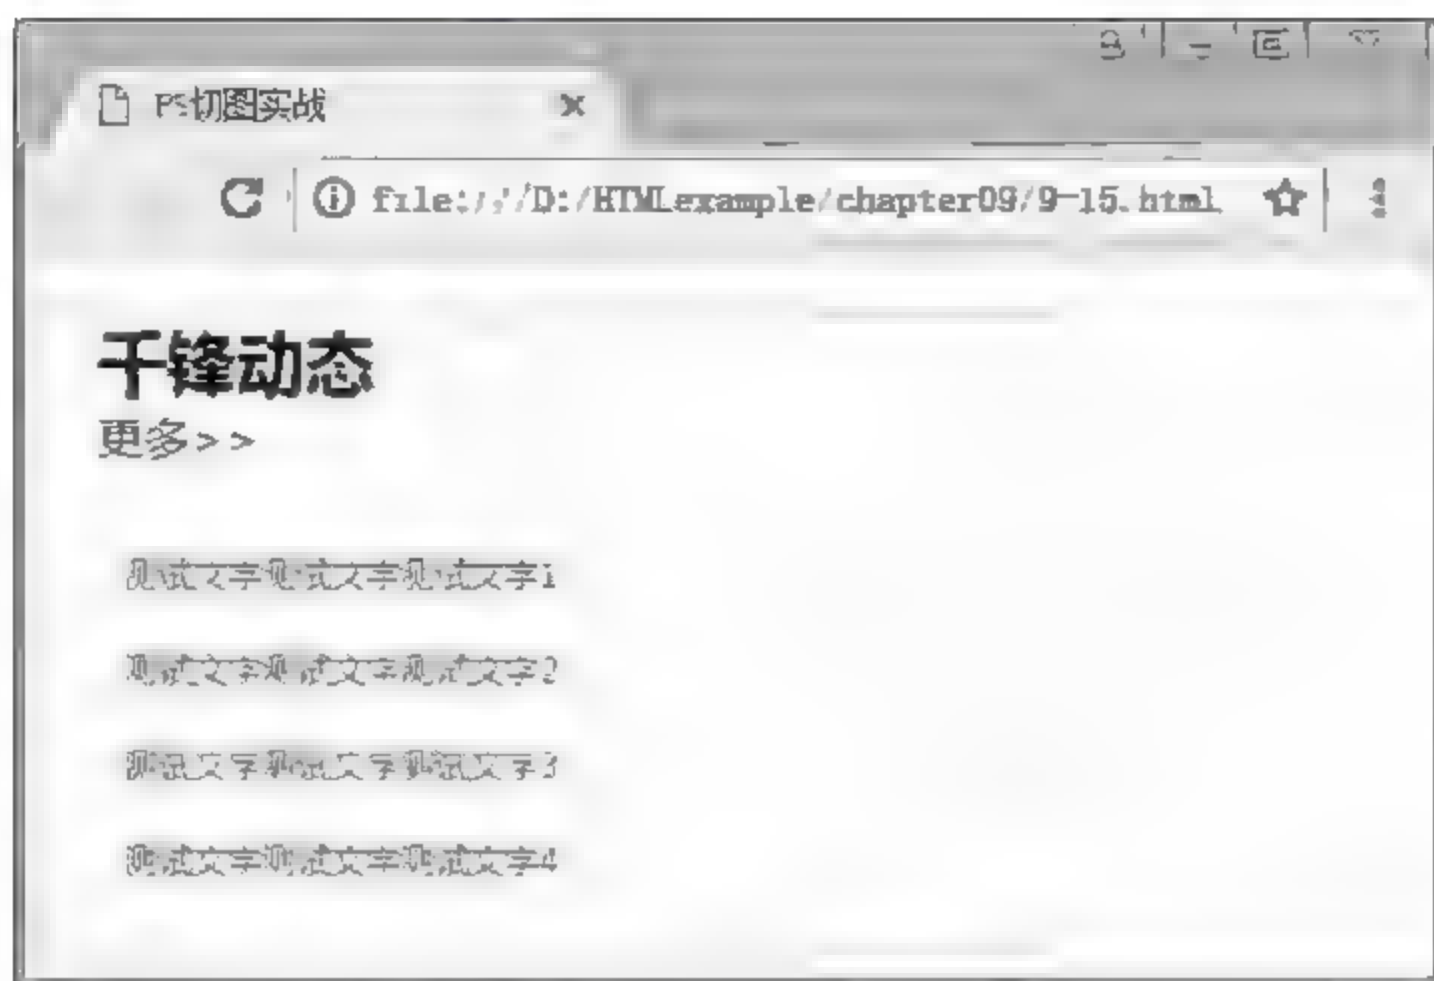 PS切图实战
file:///D:/HTMLexample/chapter09/9-15.html
千锋动态
更多>>
测试文字测试文字测试文字1
测试文字测试文字测试文字2
测试文字测试文字测试文字3
测试文字测试文字测试文字4